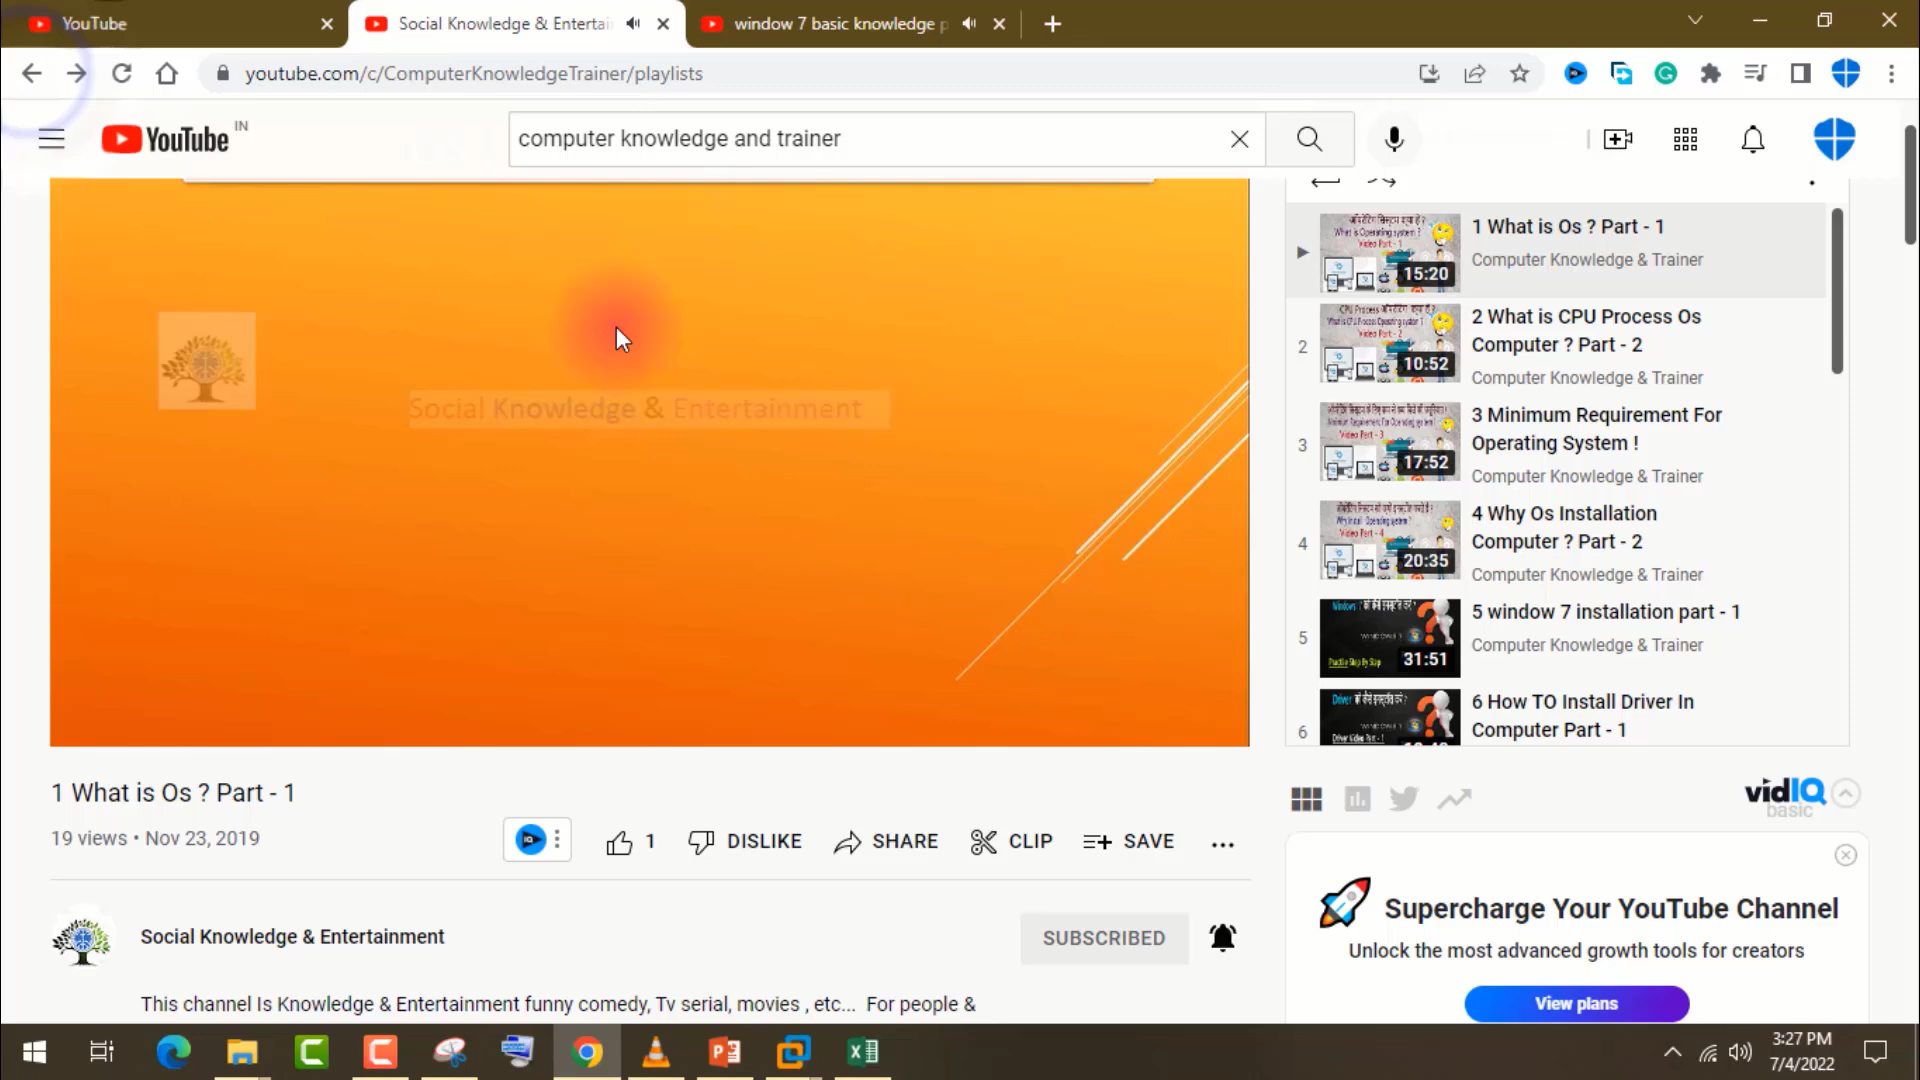 YouTube
Social Knowledge & Entertai
window 7 basic knowledge p
youtube.com/c/ComputerKnowledgeTrainer/playlists
YouTube IN
computer knowledge and trainer
Social Knowledge & Entertainment
1 What is Os ? Part - 1
Computer Knowledge & Trainer
15:20
2
2 What is CPU Process Os
Computer ? Part - 2
Computer Knowledge & Trainer
10:52
3
3 Minimum Requirement For
Operating System !
Computer Knowledge & Trainer
17:52
4
4 Why Os Installation
Computer ? Part - 2
Computer Knowledge & Trainer
20:35
5
5 window 7 installation part - 1
Computer Knowledge & Trainer
31:51
6
6 How TO Install Driver In
Computer Part - 1
1 What is Os ? Part - 1
19 views • Nov 23, 2019
1
DISLIKE
SHARE
CLIP
SAVE
Social Knowledge & Entertainment
SUBSCRIBED
This channel Is Knowledge & Entertainment funny comedy, Tv serial, movies , etc... For people &
vidIQ
basic
Supercharge Your YouTube Channel
Unlock the most advanced growth tools for creators
View plans
3:27 PM
7/4/2022